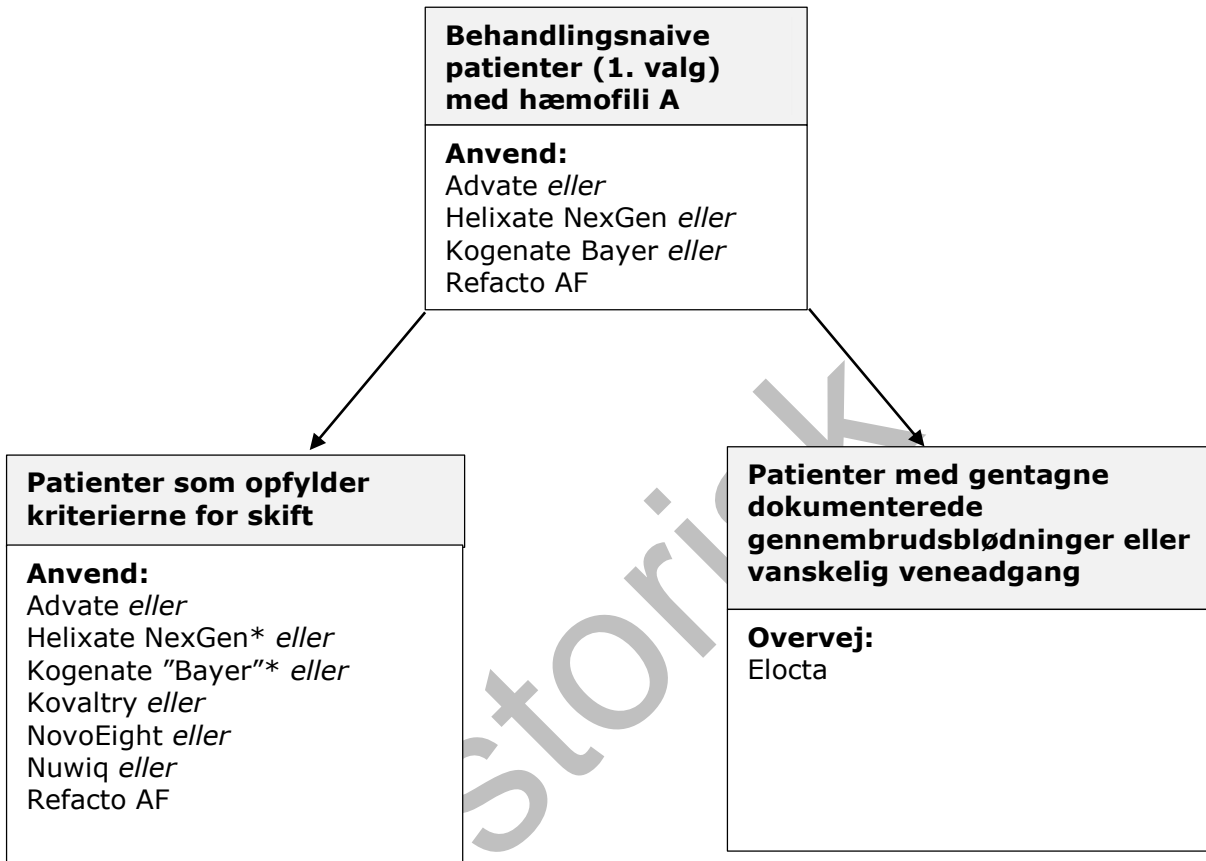 Behandlingsnaive
patienter (1. valg)
med hæmofili A
Anvend:
Advate eller
Helixate NexGen eller
Kogenate Bayer eller
Refacto AF
Patienter som opfylder
kriterierne for skift
Anvend:
Advate eller
Helixate NexGen* eller
Kogenate ”Bayer”* eller
Kovaltry eller
NovoEight eller
Nuwiq eller
Refacto AF
Patienter med gentagne
dokumenterede
gennembrudsblødninger eller
vanskelig veneadgang
Overvej:
Elocta
storisk